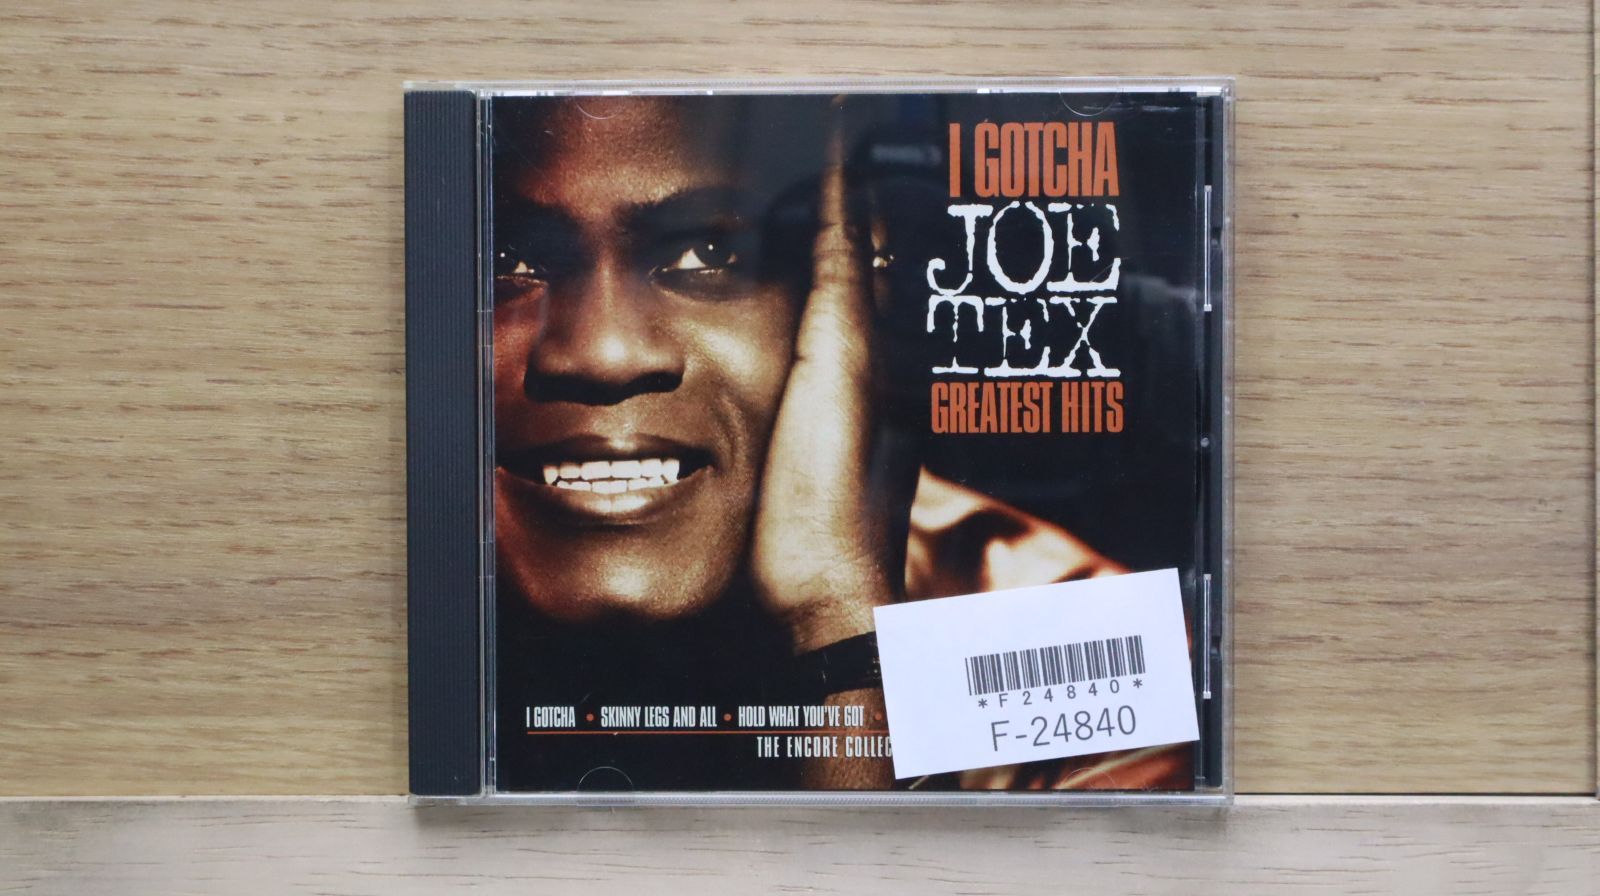 I GOTCHA
JOE
TEX
GREATEST HITS
I GOTCHA • SKINNY LEGS AND ALL • HOLD WHAT YOU'VE GOT •
THE ENCORE
*F24840*
F-24840